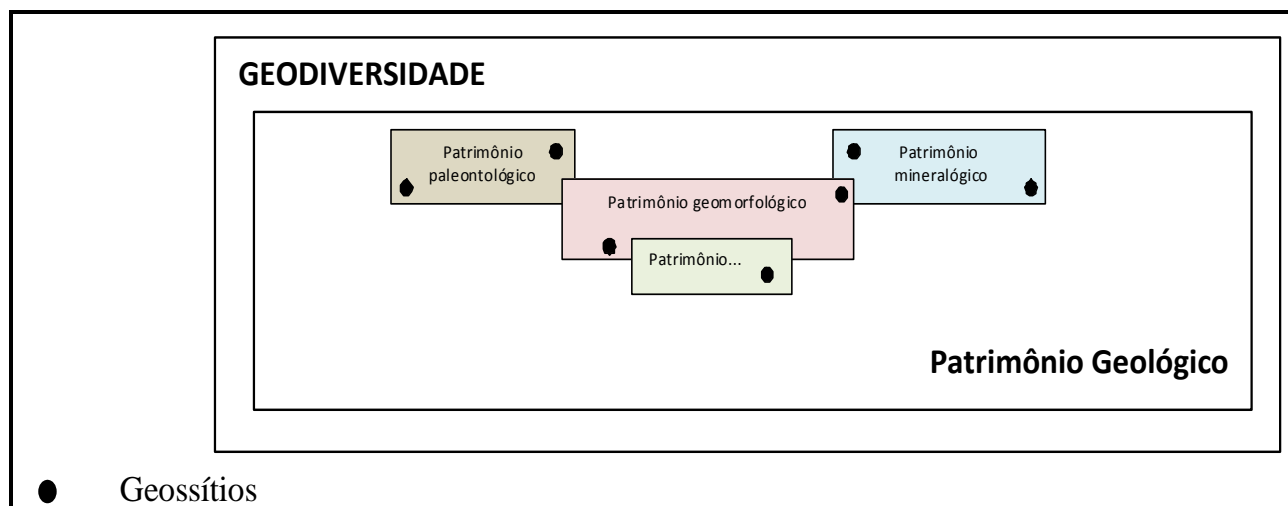 GEODIVERSIDADE
Patrimônio
paleontológico
Patrimônio
mineralógico
Patrimônio geomorfológico
Patrimônio...
Patrimônio Geológico
Geossítios